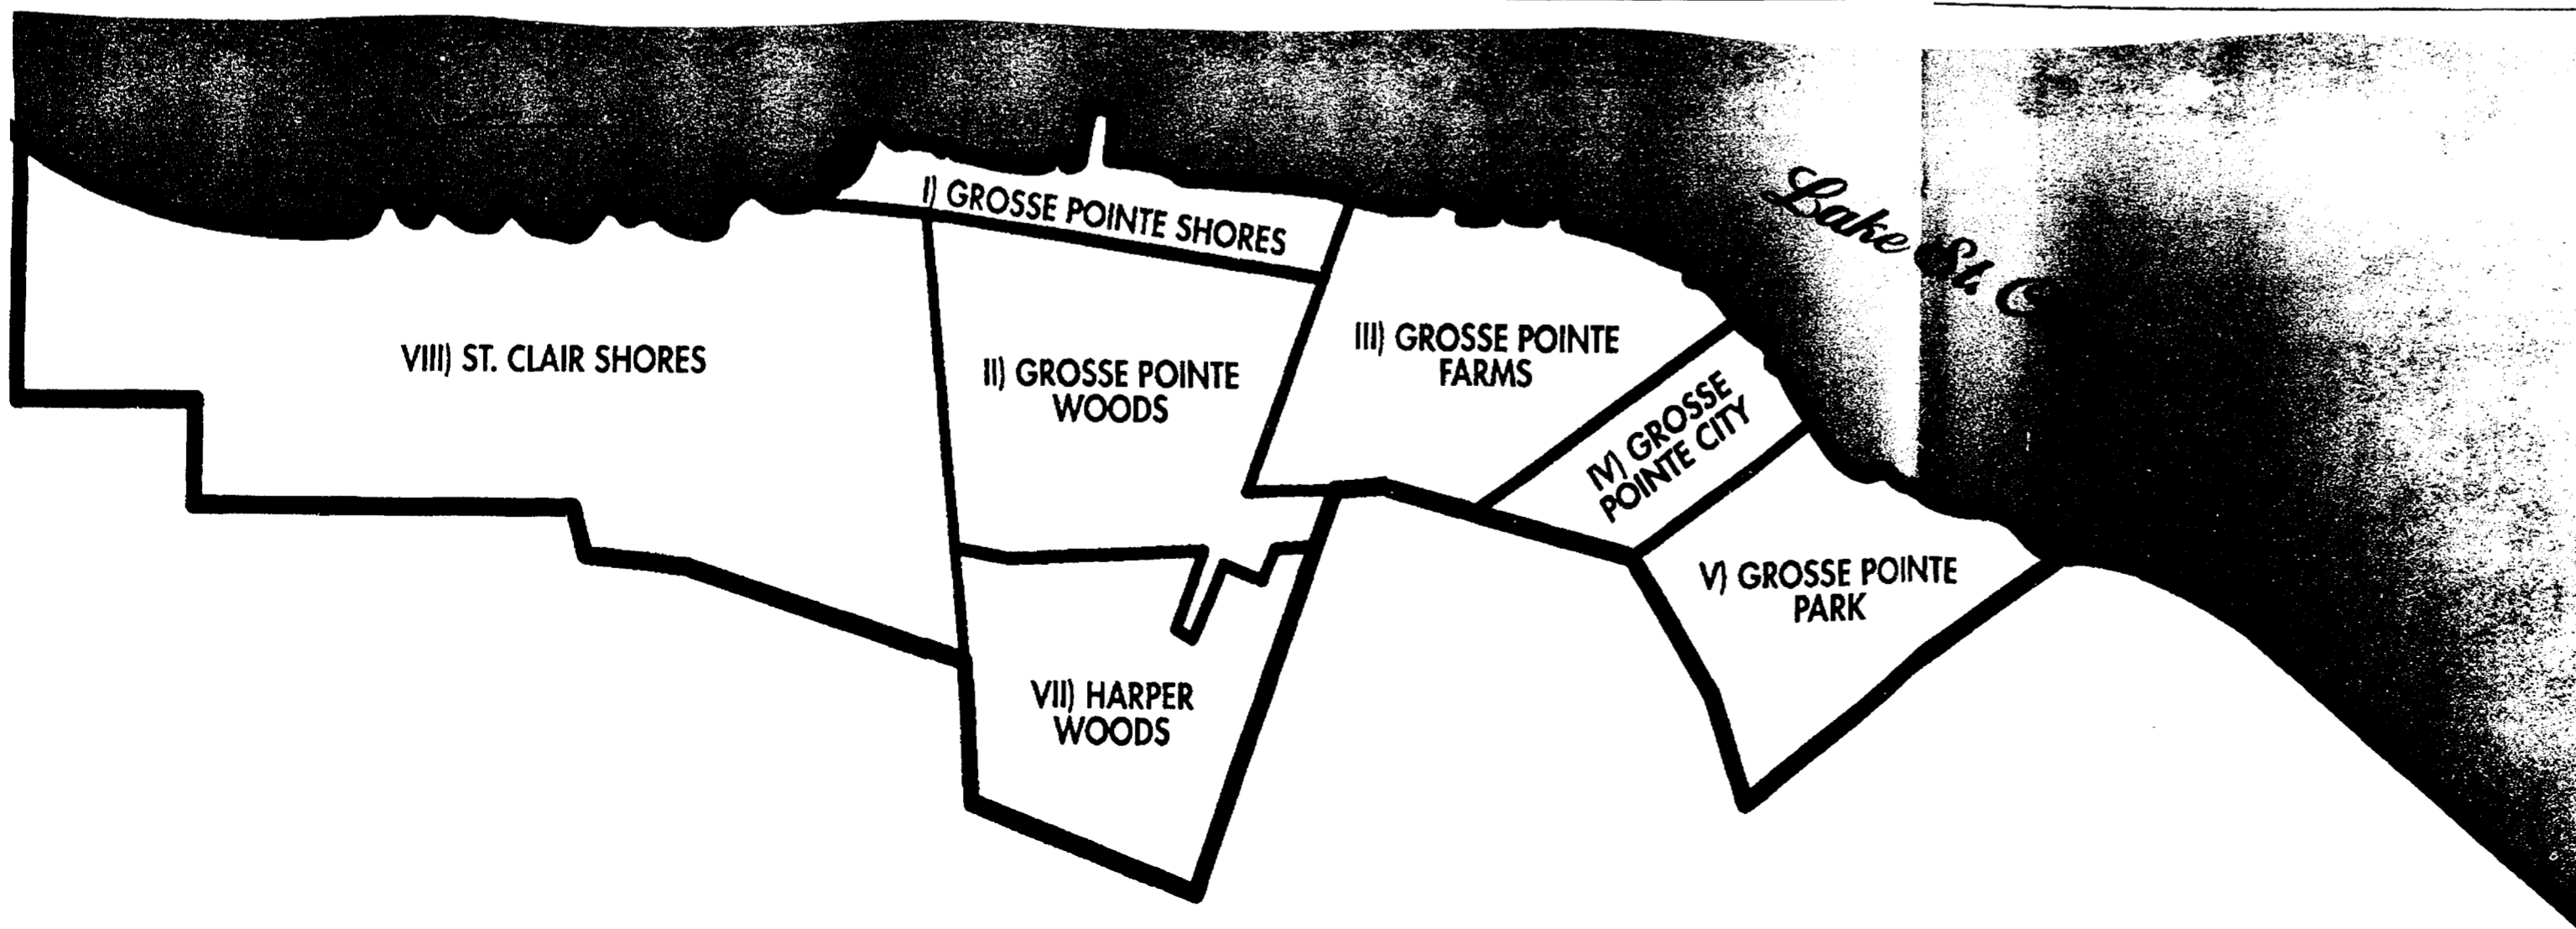 Lake St.
I) GROSSE POINTE SHORES
VIII) ST. CLAIR SHORES
II) GROSSE POINTE
WOODS
III) GROSSE POINTE
FARMS
IV) GROSSE
POINTE CITY
V) GROSSE POINTE
PARK
VII) HARPER
WOODS